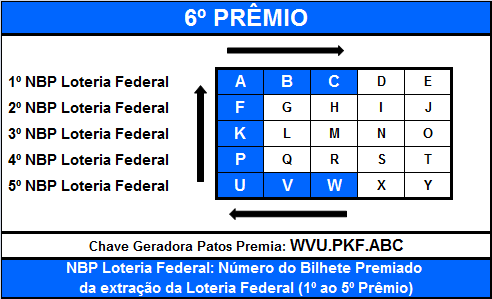 6º PRÊMIO
1º NBP Loteria Federal A B C D E
2º NBP Loteria Federal F G H I J
3º NBP Loteria Federal K L M N O
4º NBP Loteria Federal P Q R S T
5º NBP Loteria Federal U V W X Y
Chave Geradora Patos Premia: WVU.PKF.ABC
NBP Loteria Federal: Número do Bilhete Premiado
da extração da Loteria Federal (1º ao 5º Prêmio)